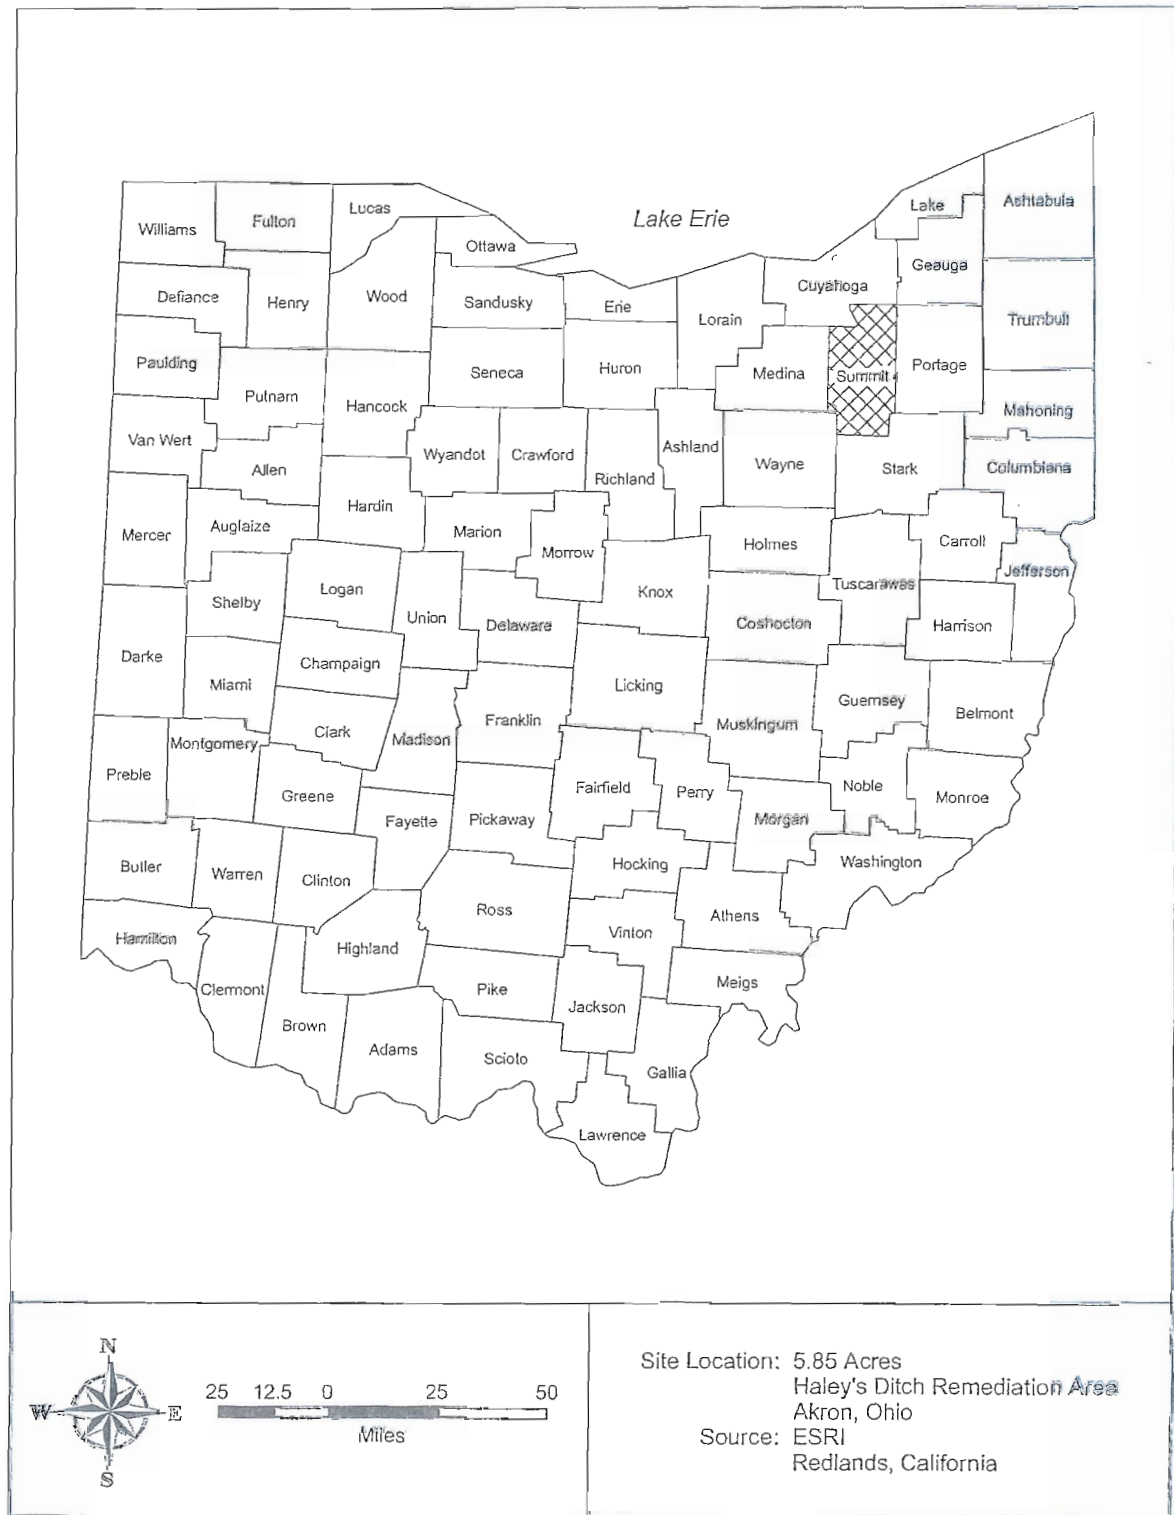 Lake Erie
Ashtabula
Lake
Lucas
Fulton
Williams
Ottawa
Geauga
Cuyahoga
Defiance
Henry
Wood
Sandusky
Erie
Lorain
Trumbull
Paulding
Putnam
Hancock
Seneca
Huron
Medina
Summit
Portage
Mahoning
Van Wert
Allen
Wyandot
Crawford
Richland
Ashland
Wayne
Stark
Columbiana
Mercer
Auglaize
Hardin
Marion
Morrow
Holmes
Carroll
Jefferson
Shelby
Logan
Union
Delaware
Knox
Coshocton
Tuscarawas
Harrison
Darke
Miami
Champaign
Licking
Guernsey
Belmont
Montgomery
Clark
Madison
Franklin
Muskingum
Preble
Greene
Fayette
Pickaway
Fairfield
Perry
Morgan
Noble
Monroe
Butler
Warren
Clinton
Ross
Hocking
Athens
Washington
Hamilton
Highland
Vinton
Clermont
Brown
Adams
Pike
Scioto
Jackson
Meigs
Gallia
Lawrence
N
W E
S
25 12.5 0 25 50
Miles
Site Location: 5.85 Acres
Haley's Ditch Remediation Area
Akron, Ohio
Source: ESRI
Redlands, California